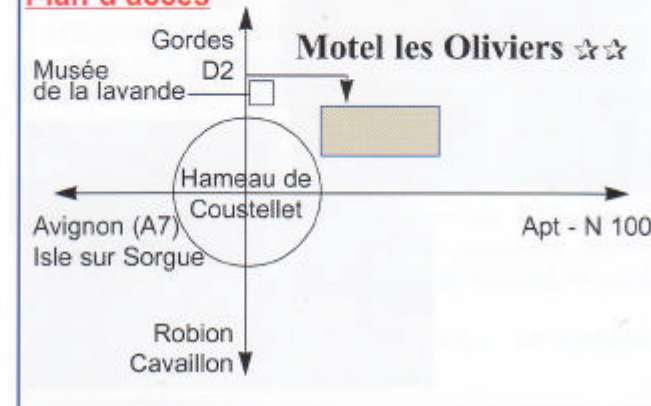 Plan d'accès
Gordes
D2
Motel les Oliviers ☆☆
Musée
de la lavande
Hameau de
Coustellet
Avignon (A7)
Isle sur Sorgue
Apt - N 100
Robion
Cavaillon